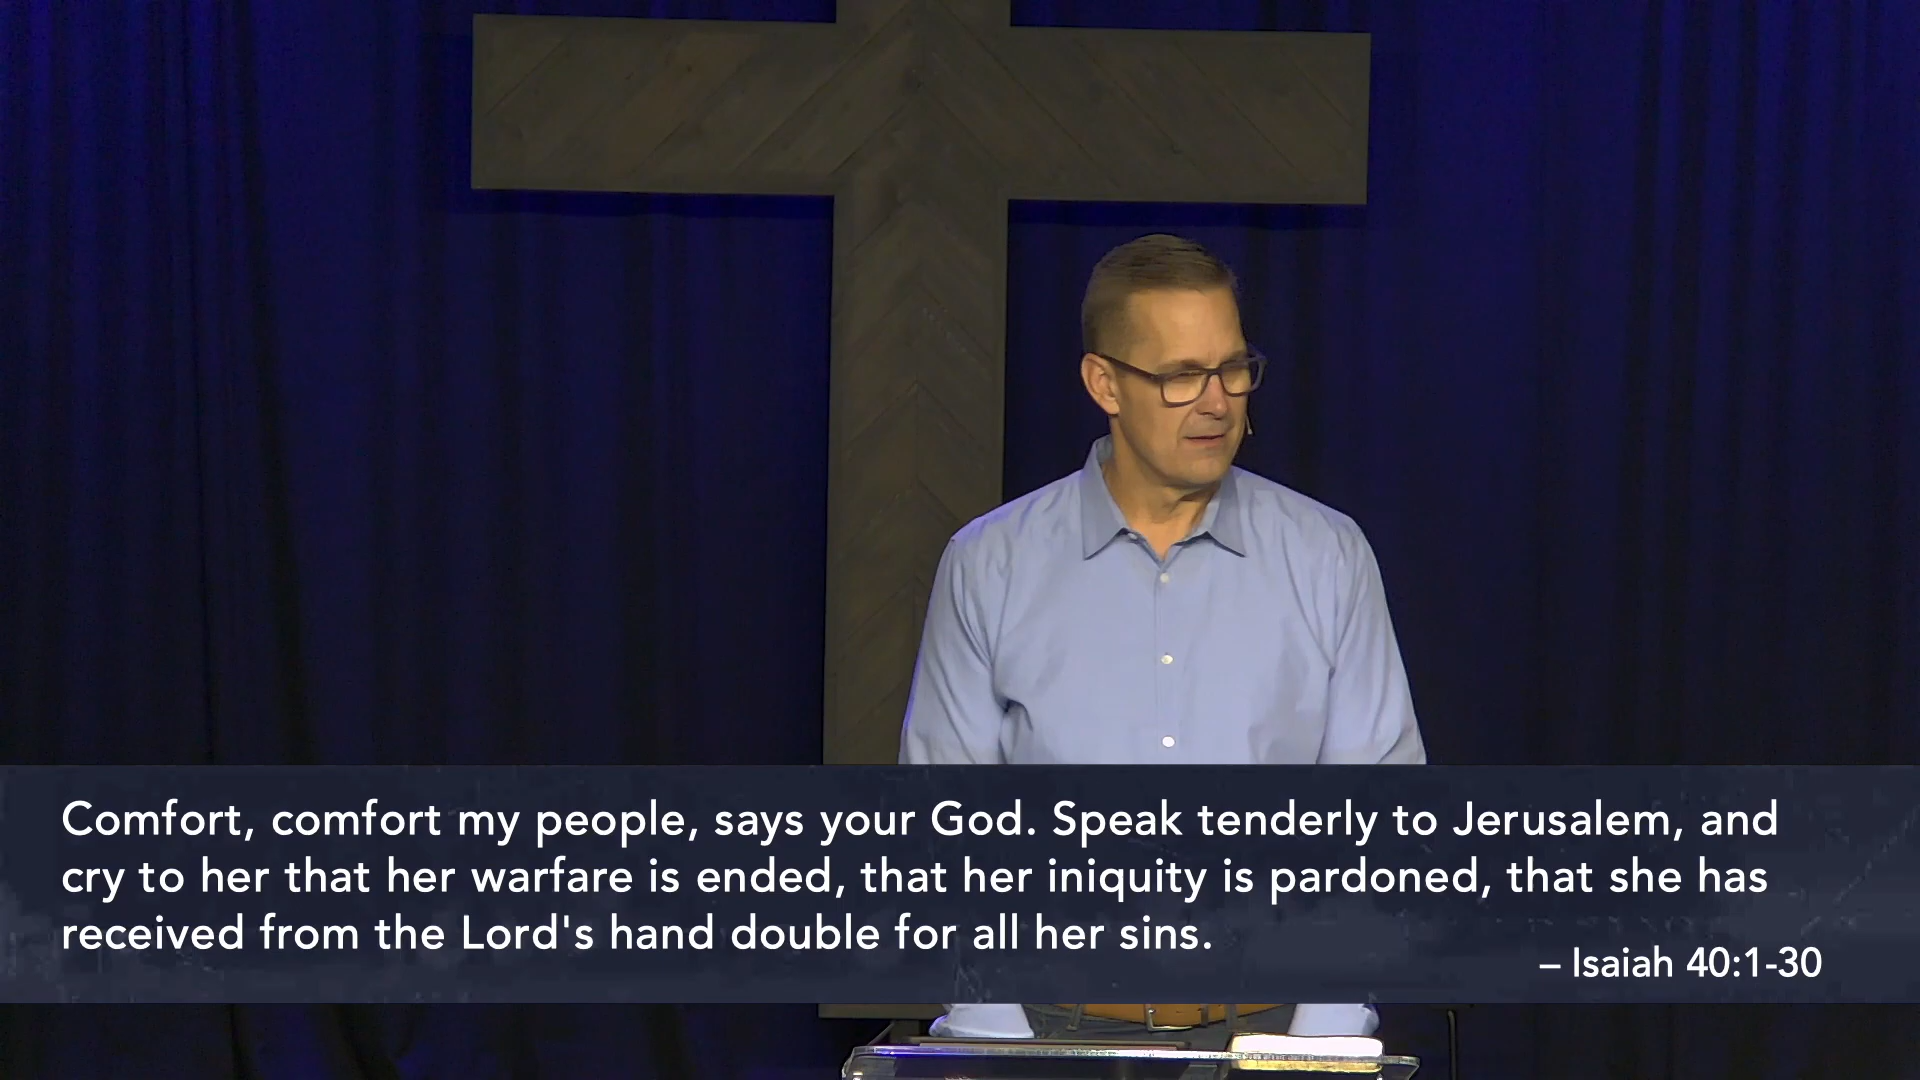 Comfort, comfort my people, says your God. Speak tenderly to Jerusalem, and
cry to her that her warfare is ended, that her iniquity is pardoned, that she has
received from the Lord's hand double for all her sins.
– Isaiah 40:1-30